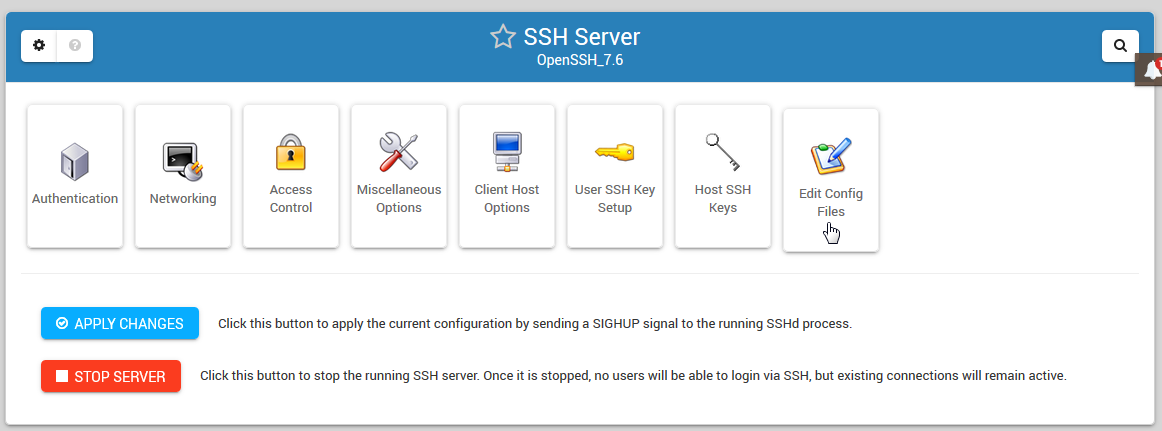 SSH Server
OpenSSH_7.6
Authentication
Networking
Access
Control
Miscellaneous
Options
Client Host
Options
User SSH Key
Setup
Host SSH
Keys
Edit Config
Files
APPLY CHANGES
Click this button to apply the current configuration by sending a SIGHUP signal to the running SSHd process.
STOP SERVER
Click this button to stop the running SSH server. Once it is stopped, no users will be able to login via SSH, but existing connections will remain active.